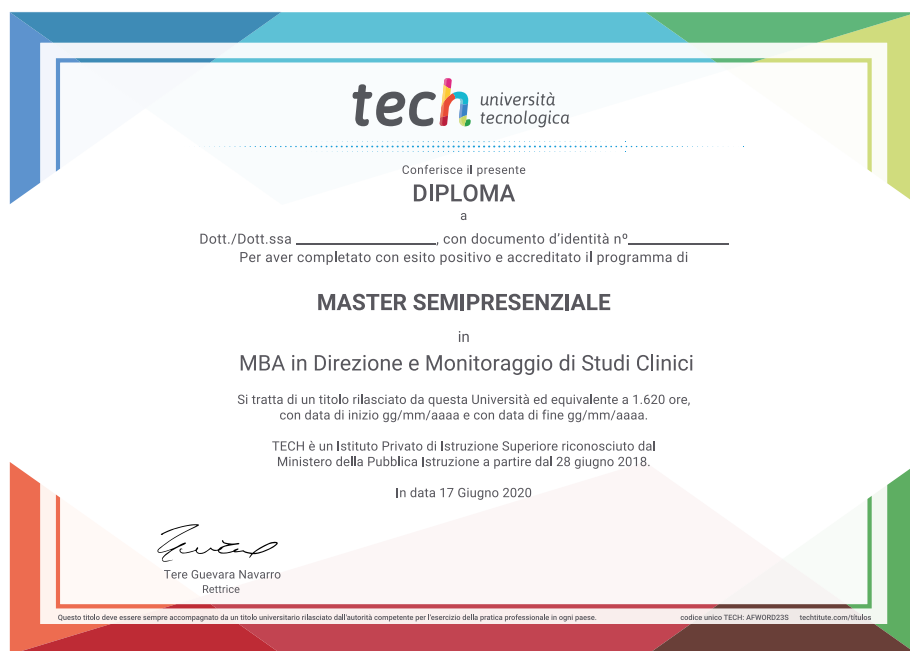 tech università
tecnologica
Conferisce il presente
DIPLOMA
a
Dott./Dott.ssa ________________, con documento d'identità nº____________
Per aver completato con esito positivo e accreditato il programma di
MASTER SEMIPRESENZIALE
in
MBA in Direzione e Monitoraggio di Studi Clinici
Si tratta di un titolo rilasciato da questa Università ed equivalente a 1.620 ore,
con data di inizio gg/mm/aaaa e con data di fine gg/mm/aaaa.
TECH è un Istituto Privato di Istruzione Superiore riconosciuto dal
Ministero della Pubblica Istruzione a partire dal 28 giugno 2018.
In data 17 Giugno 2020
Tere Guevara Navarro
Rettrice
Questo titolo deve essere sempre accompagnato da un titolo universitario rilasciato dall'autorità competente per l'esercizio della pratica professionale in ogni paese. codice unico TECH: AFWORD23S techtitute.com/titulos